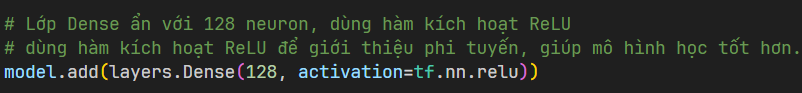 # Lớp Dense ẩn với 128 neuron, dùng hàm kích hoạt ReLU
# dùng hàm kích hoạt ReLU để giới thiệu phi tuyến, giúp mô hình học tốt hơn.
model.add(layers.Dense(128, activation=tf.nn.relu))